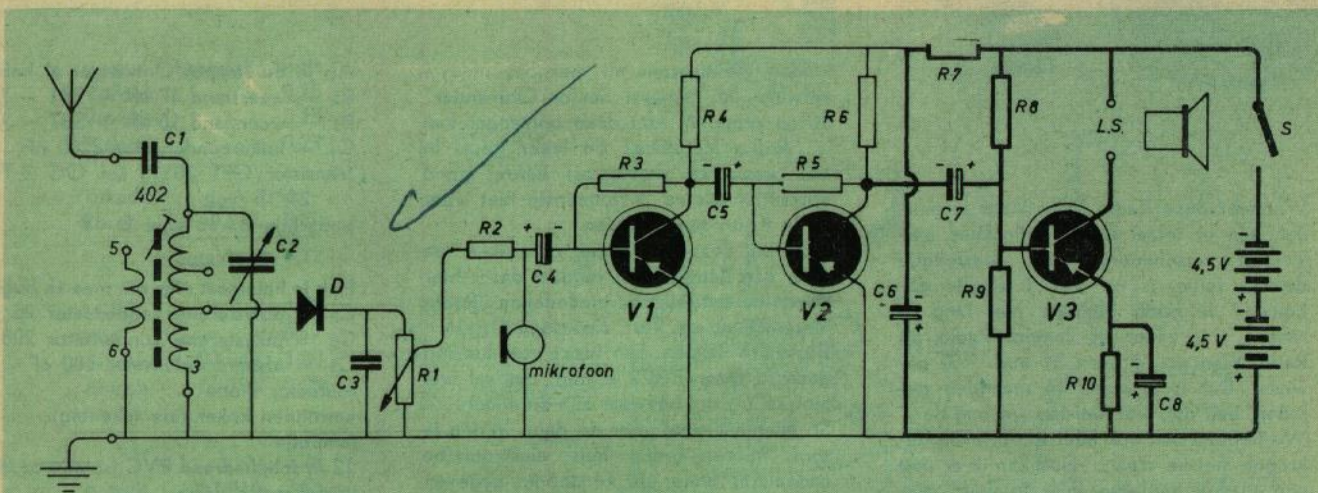 C1
402
5
6
3
C2
D
C3
R1
R2
+ -
C4
mikrofoon
R3
V1
R4
- +
C5
R5
V2
R6
C6
-
+
R7
- +
C7
R8
R9
V3
L.S.
R10
-
+
C8
S
-
4,5 V
+
-
4,5 V
+